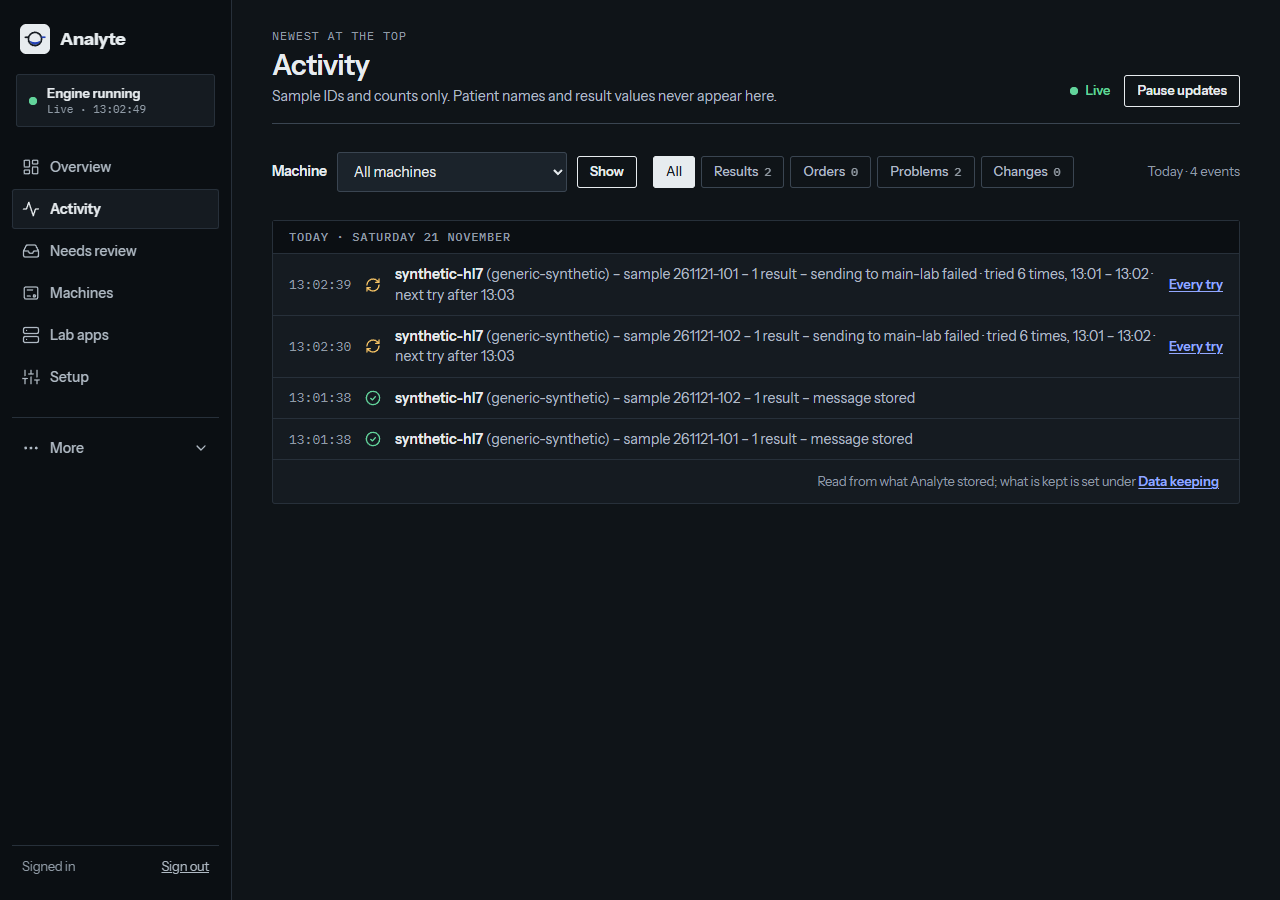 Analyte
Engine running
Live · 13:02:49
Overview
Activity
Needs review
Machines
Lab apps
Setup
More
Signed in
Sign out
NEWEST AT THE TOP
Activity
Sample IDs and counts only. Patient names and result values never appear here.
Live
Pause updates
Machine
All machines
Show
All
Results 2
Orders 0
Problems 2
Changes 0
Today · 4 events
TODAY · SATURDAY 21 NOVEMBER
13:02:39 synthetic-hl7 (generic-synthetic) – sample 261121-101 – 1 result – sending to main-lab failed · tried 6 times, 13:01 – 13:02 ·
next try after 13:03
Every try
13:02:30 synthetic-hl7 (generic-synthetic) – sample 261121-102 – 1 result – sending to main-lab failed · tried 6 times, 13:01 – 13:02 ·
next try after 13:03
Every try
13:01:38 synthetic-hl7 (generic-synthetic) – sample 261121-102 – 1 result – message stored
13:01:38 synthetic-hl7 (generic-synthetic) – sample 261121-101 – 1 result – message stored
Read from what Analyte stored; what is kept is set under Data keeping